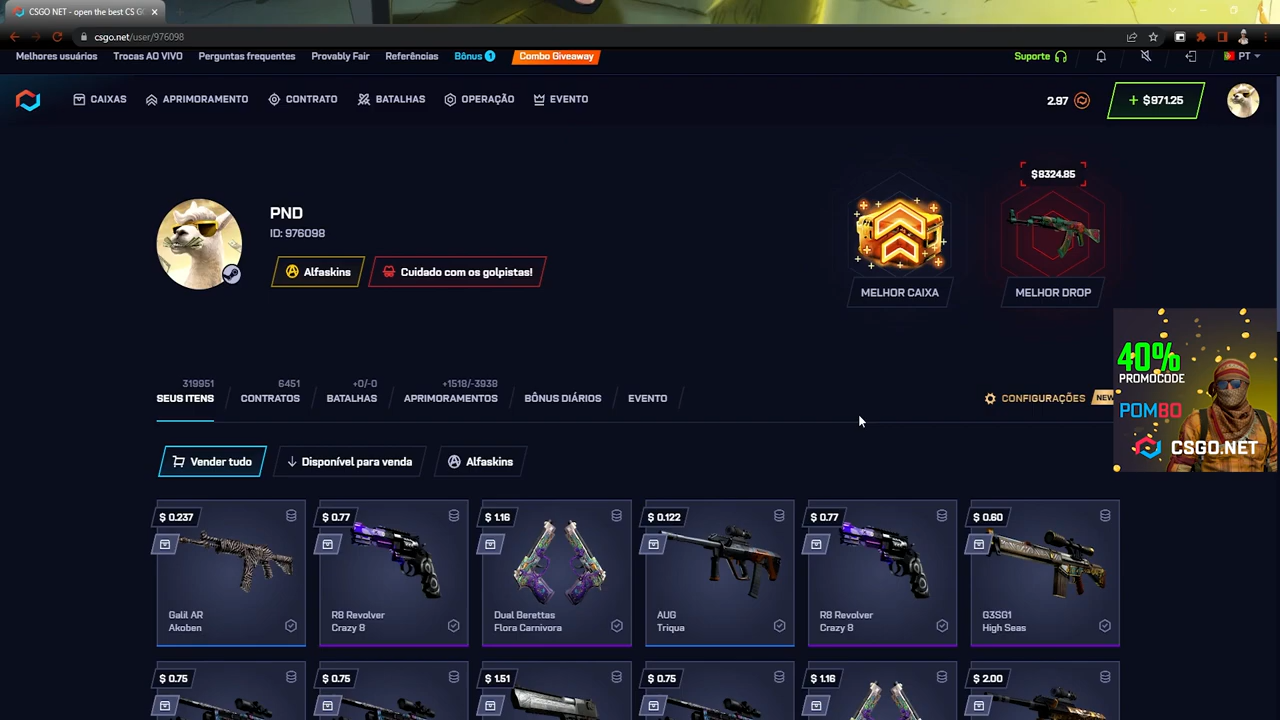 CSGO NET - open the best CS GO
csgo.net/user/976098
Melhores usuários Trocas AO VIVO Perguntas frequentes Provably Fair Referências Bônus 1 Combo Giveaway Suporte PT
CAIXAS APRIMORAMENTO CONTRATO BATALHAS OPERAÇÃO EVENTO 2.97 + $971.25
$8324.85
PND
ID: 976098
Alfaskins Cuidado com os golpistas!
MELHOR CAIXA MELHOR DROP
40%
PROMOCODE
POMBO
CSGO.NET
319951 6451 +0/-0 +1518/-3938
SEUS ITENS CONTRATOS BATALHAS APRIMORAMENTOS BÔNUS DIÁRIOS EVENTO CONFIGURAÇÕES NEW
Vender tudo Disponível para venda Alfaskins
$ 0.237 $ 0.77 $ 1.16 $ 0.122 $ 0.77 $ 0.60
Galil AR R8 Revolver Dual Berettas AUG R8 Revolver G3SG1
Akoben Crazy 8 Flora Carnivora Triqua Crazy 8 High Seas
$ 0.75 $ 0.75 $ 1.51 $ 0.75 $ 1.16 $ 2.00